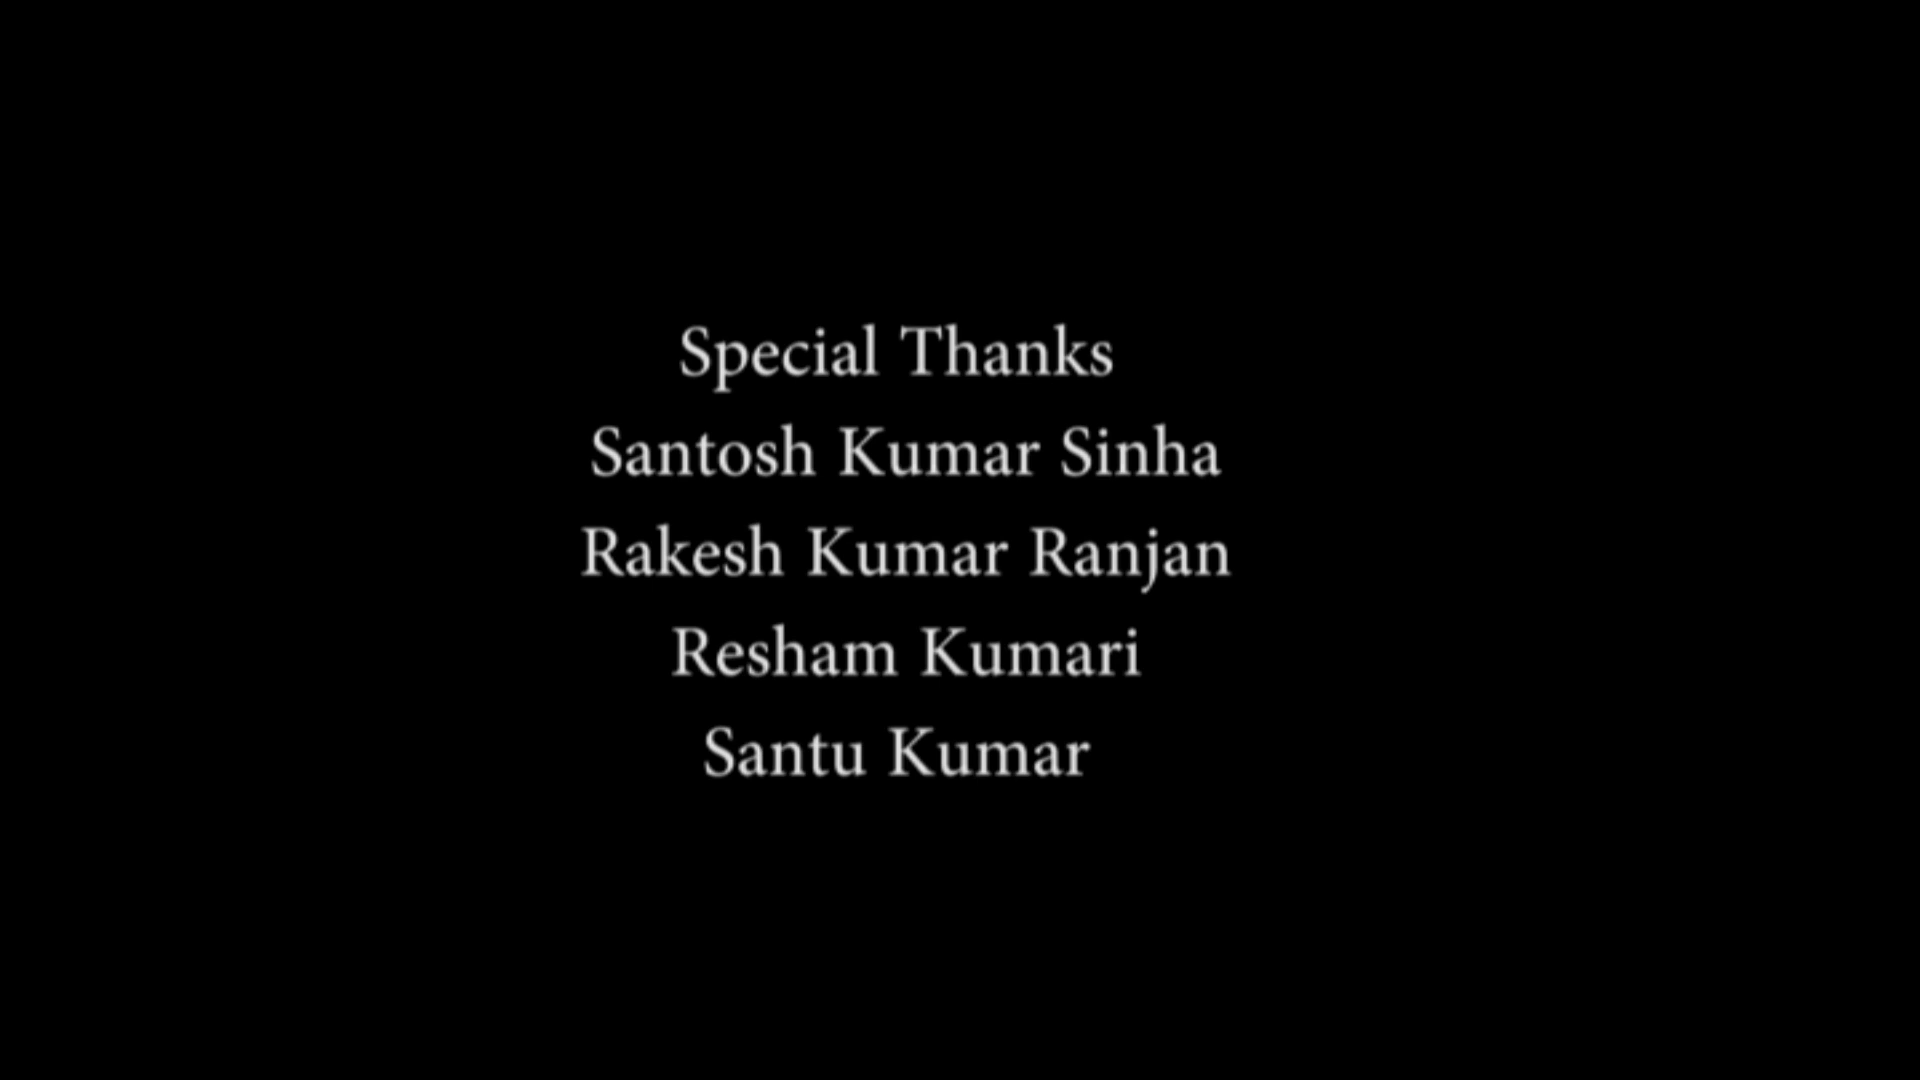 Special Thanks
Santosh Kumar Sinha
Rakesh Kumar Ranjan
Resham Kumari
Santu Kumar